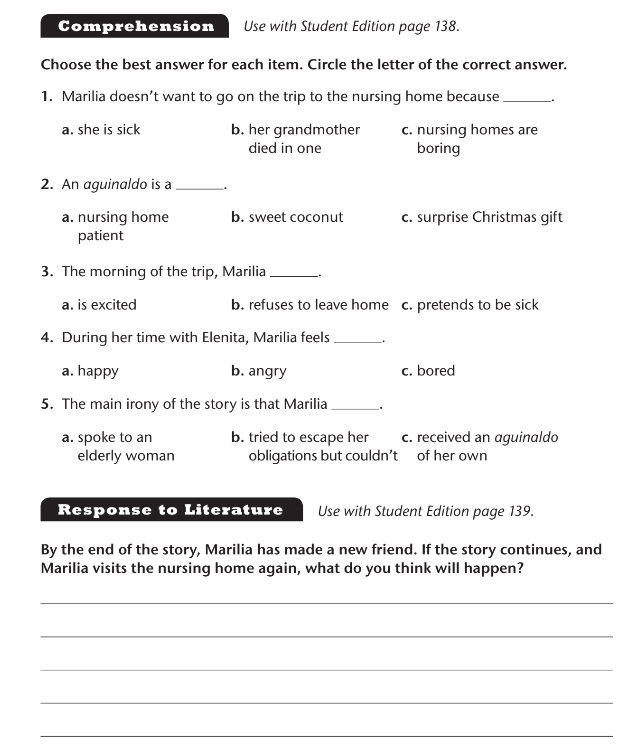 Comprehension Use with Student Edition page 138.
Choose the best answer for each item. Circle the letter of the correct answer.
1. Marilia doesn't want to go on the trip to the nursing home because ______.
a. she is sick b. her grandmother c. nursing homes are
died in one boring
2. An aguinaldo is a ______.
a. nursing home b. sweet coconut c. surprise Christmas gift
patient
3. The morning of the trip, Marilia ______.
a. is excited b. refuses to leave home c. pretends to be sick
4. During her time with Elenita, Marilia feels ______.
a. happy b. angry c. bored
5. The main irony of the story is that Marilia ______.
a. spoke to an b. tried to escape her c. received an aguinaldo
elderly woman obligations but couldn't of her own
Response to Literature Use with Student Edition page 139.
By the end of the story, Marilia has made a new friend. If the story continues, and
Marilia visits the nursing home again, what do you think will happen?